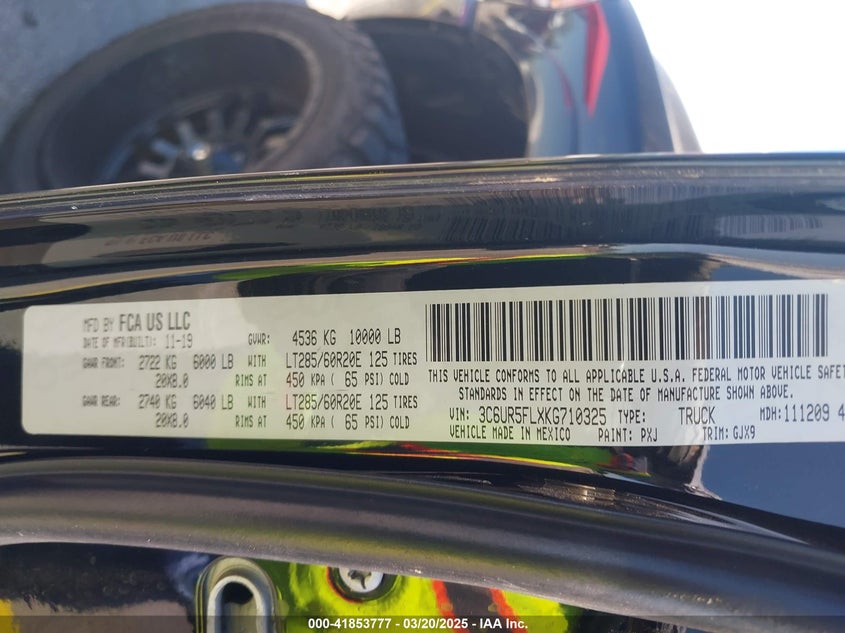 MFD BY FCA US LLC
DATE OF MFR(BUILT): 11-19
GVWR: 4536 KG 10000 LB
GAWR FRONT: 2722 KG 6000 LB WITH LT285/60R20E 125 TIRES
20X8.0 RIMS AT 450 KPA ( 65 PSI) COLD
GAWR REAR: 2740 KG 6040 LB WITH LT285/60R20E 125 TIRES
20X8.0 RIMS AT 450 KPA ( 65 PSI) COLD
THIS VEHICLE CONFORMS TO ALL APPLICABLE U.S.A. FEDERAL MOTOR VEHICLE SAFET
STANDARDS IN EFFECT ON THE DATE OF MANUFACTURE SHOWN ABOVE.
VIN: 3C6UR5FLXKG710325 TYPE: TRUCK MDH: 111209 4
VEHICLE MADE IN MEXICO PAINT: PXJ TRIM: GJX9
000-41853777 - 03/20/2025 - IAA Inc.